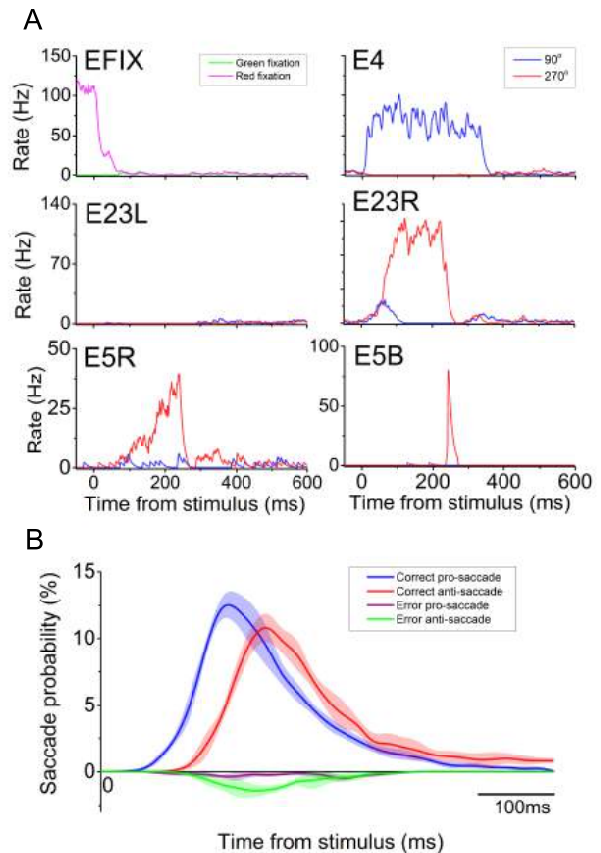 A
EFIX
Green fixation
Red fixation
E4
90°
270°
Rate (Hz)
150
100
50
0
E23L
E23R
Rate (Hz)
140
70
0
E5R
E5B
Rate (Hz)
50
25
0
100
50
0
0 200 400 600
0 200 400 600
Time from stimulus (ms)
Time from stimulus (ms)
B
Correct pro-saccade
Correct anti-saccade
Error pro-saccade
Error anti-saccade
Saccade probability (%)
15
10
5
0
0
100ms
Time from stimulus (ms)